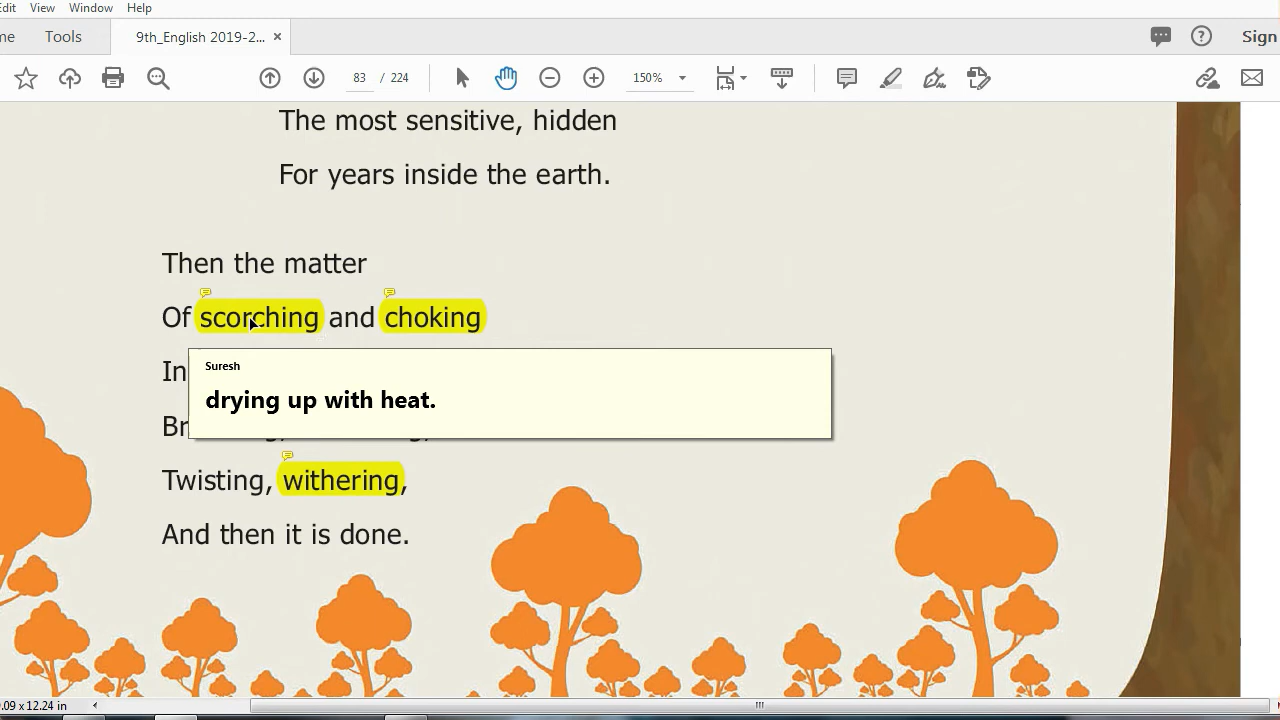 Edit View Window Help
me Tools 9th_English 2019-2... × Sign
83 / 224 150%
The most sensitive, hidden
For years inside the earth.
Then the matter
Of scorching and choking
In
Suresh
drying up with heat.
Br
Twisting, withering,
And then it is done.
.09 x 12.24 in